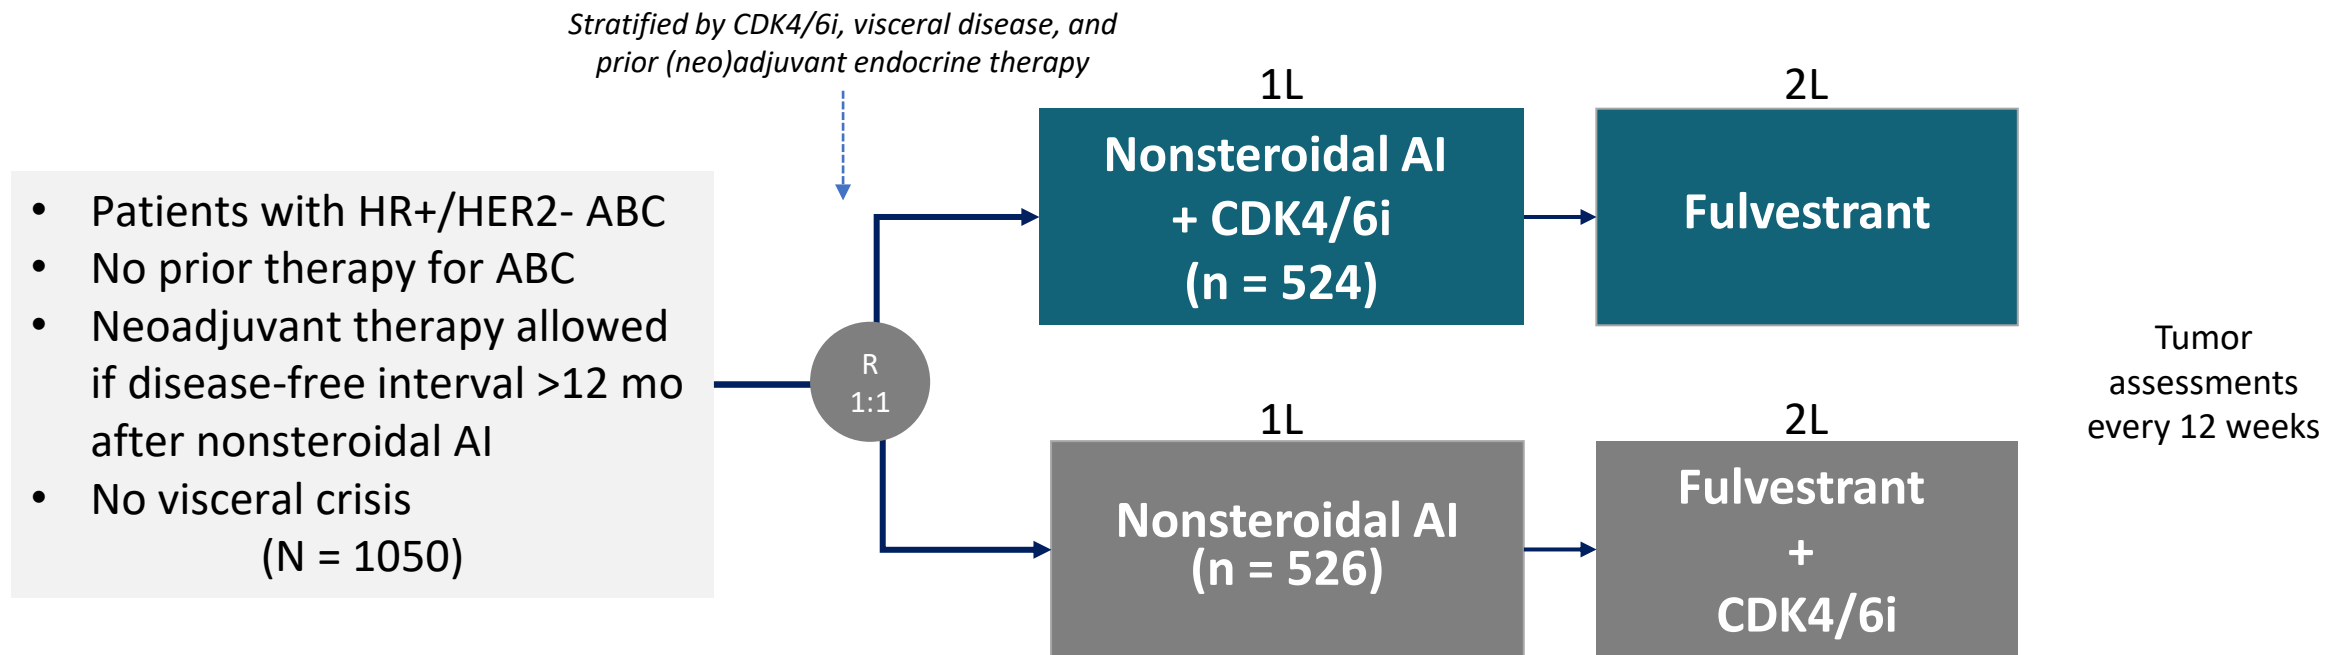 Stratified by CDK4/6i, visceral disease, and
prior (neo)adjuvant endocrine therapy
• Patients with HR+/HER2- ABC
• No prior therapy for ABC
• Neoadjuvant therapy allowed
if disease-free interval >12 mo
after nonsteroidal AI
• No visceral crisis
(N = 1050)
R
1:1
1L
Nonsteroidal AI
+ CDK4/6i
(n = 524)
2L
Fulvestrant
1L
Nonsteroidal AI
(n = 526)
2L
Fulvestrant
+
CDK4/6i
Tumor
assessments
every 12 weeks